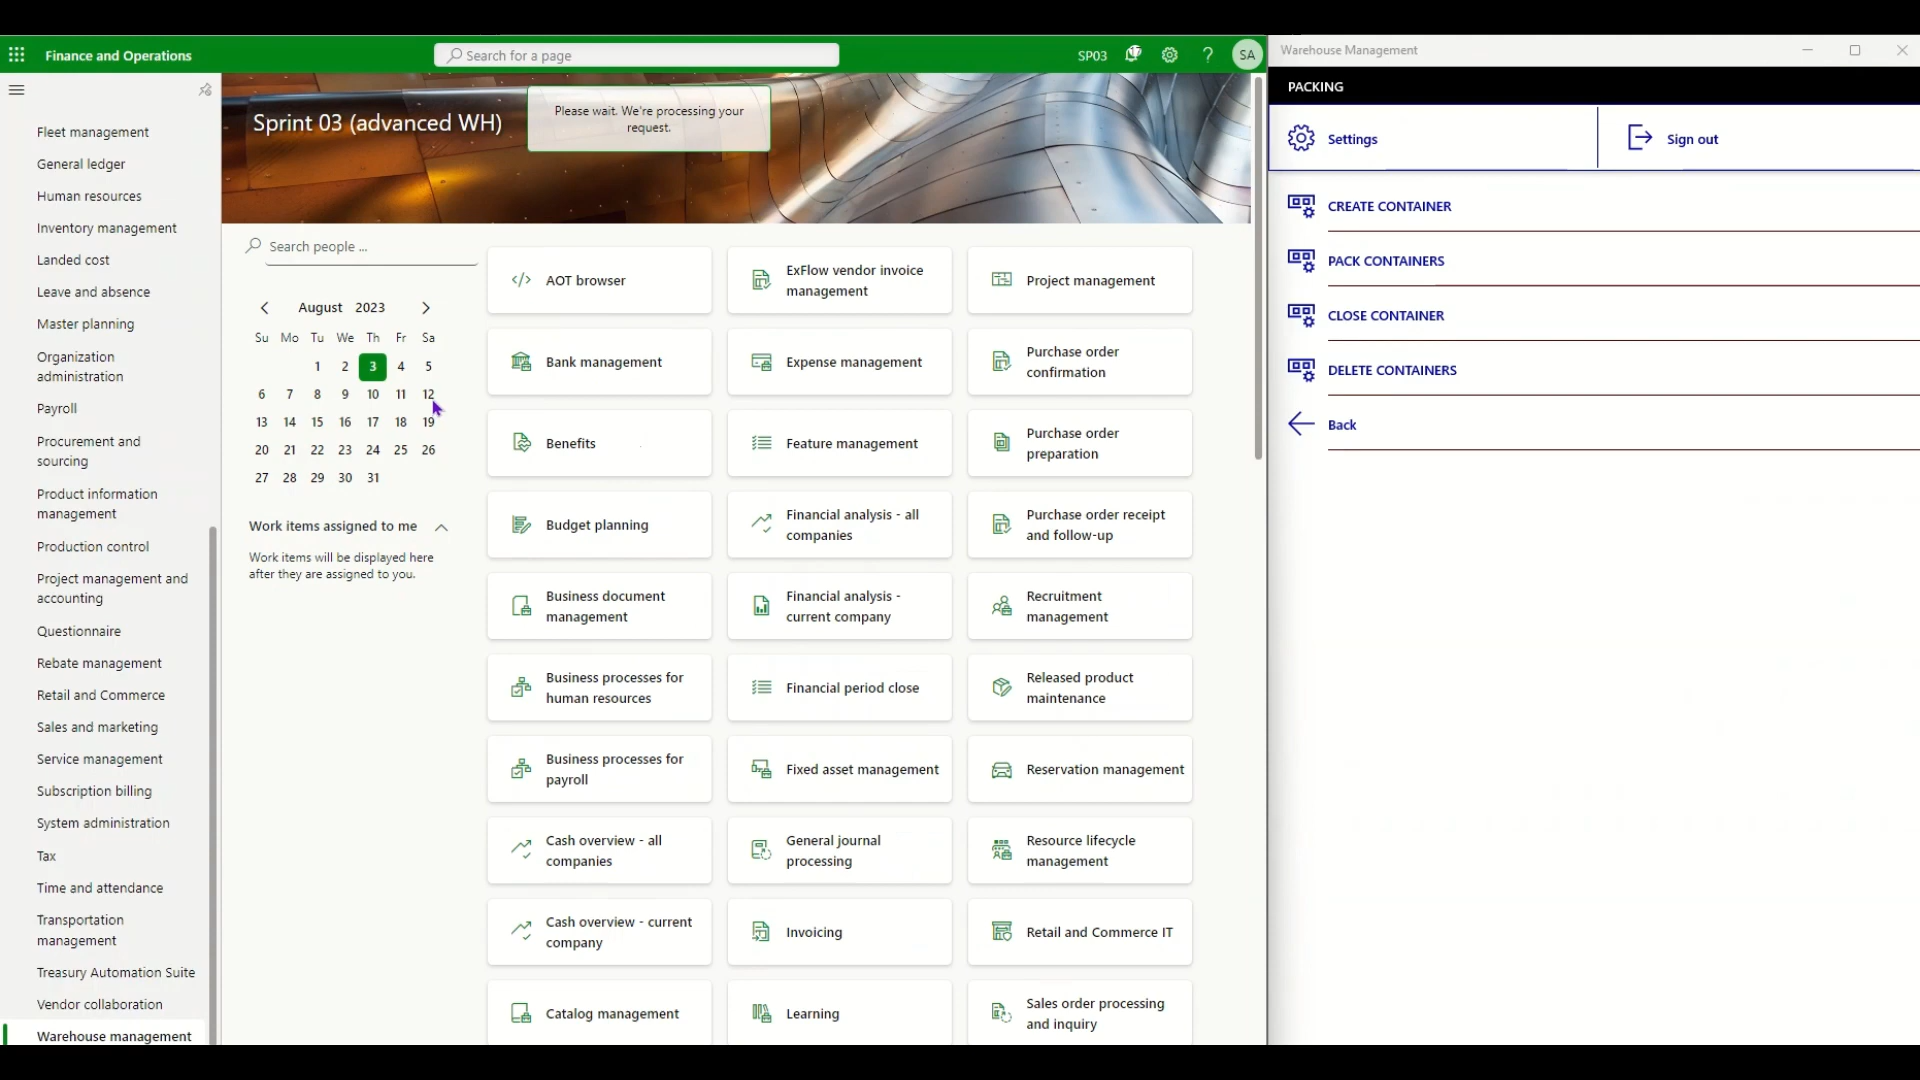 Finance and Operations
Search for a page
SP03
SA
Fleet management
General ledger
Human resources
Inventory management
Landed cost
Leave and absence
Master planning
Organization
administration
Payroll
Procurement and
sourcing
Product information
management
Production control
Project management and
accounting
Questionnaire
Rebate management
Retail and Commerce
Sales and marketing
Service management
Subscription billing
System administration
Tax
Time and attendance
Transportation
management
Treasury Automation Suite
Vendor collaboration
Warehouse management
Sprint 03 (advanced WH)
Please wait. We're processing your
request.
Search people ...
August 2023
Su Mo Tu We Th Fr Sa
1 2 3 4 5
6 7 8 9 10 11 12
13 14 15 16 17 18 19
20 21 22 23 24 25 26
27 28 29 30 31
Work items assigned to me
Work items will be displayed here
after they are assigned to you.
AOT browser
Bank management
Benefits
Budget planning
Business document
management
Business processes for
human resources
Business processes for
payroll
Cash overview - all
companies
Cash overview - current
company
Catalog management
ExFlow vendor invoice
management
Expense management
Feature management
Financial analysis - all
companies
Financial analysis -
current company
Financial period close
Fixed asset management
General journal
processing
Invoicing
Learning
Project management
Purchase order
confirmation
Purchase order
preparation
Purchase order receipt
and follow-up
Recruitment
management
Released product
maintenance
Reservation management
Resource lifecycle
management
Retail and Commerce IT
Sales order processing
and inquiry
Warehouse Management
PACKING
Settings
Sign out
CREATE CONTAINER
PACK CONTAINERS
CLOSE CONTAINER
DELETE CONTAINERS
Back